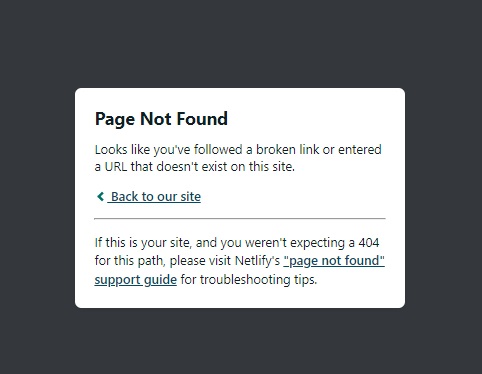 Page Not Found
Looks like you've followed a broken link or entered
a URL that doesn't exist on this site.
Back to our site
If this is your site, and you weren't expecting a 404
for this path, please visit Netlify's "page not found"
support guide for troubleshooting tips.